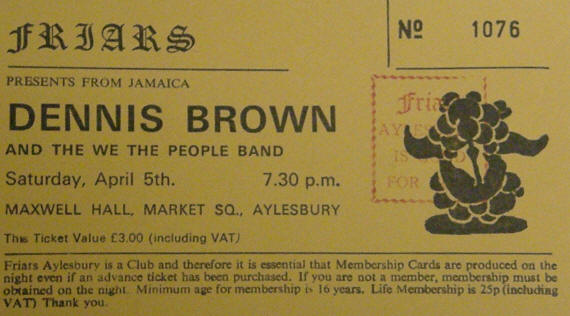 FRIARS
Nº 1076
PRESENTS FROM JAMAICA
DENNIS BROWN
AND THE WE THE PEOPLE BAND
Saturday, April 5th. 7.30 p.m.
MAXWELL HALL, MARKET SQ., AYLESBURY
This Ticket Value £3.00 (including VAT)
Friars Aylesbury is a Club and therefore it is essential that Membership Cards are produced on the
night even if an advance ticket has been purchased. If you are not a member, membership must be
obtained on the night. Minimum age for membership is 16 years. Life Membership is 25p (including
VAT) Thank you.
IS
FOR